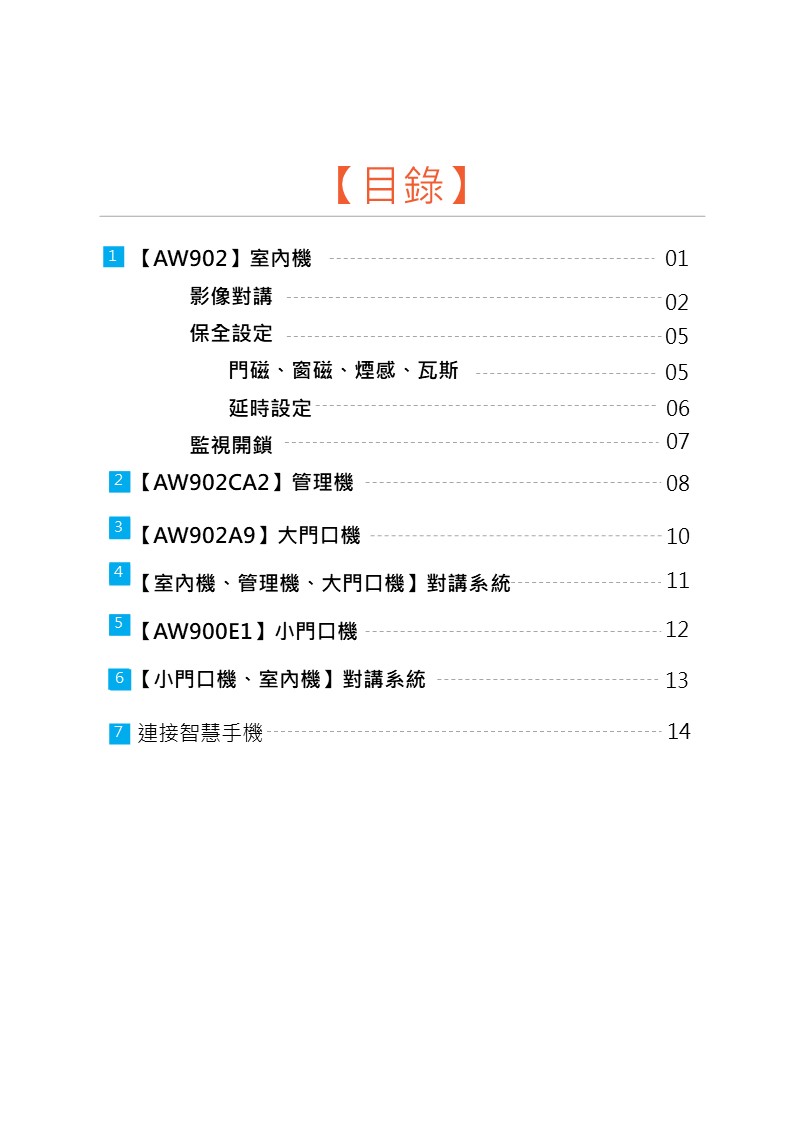 【目錄】
1 【AW902】室內機 01
影像對講 02
保全設定 05
門磁、窗磁、煙感、瓦斯 05
延時設定 06
監視開鎖 07
2 【AW902CA2】管理機 08
3 【AW902A9】大門口機 10
4 【室內機、管理機、大門口機】對講系統 11
5 【AW900E1】小門口機 12
6 【小門口機、室內機】對講系統 13
7 連接智慧手機 14